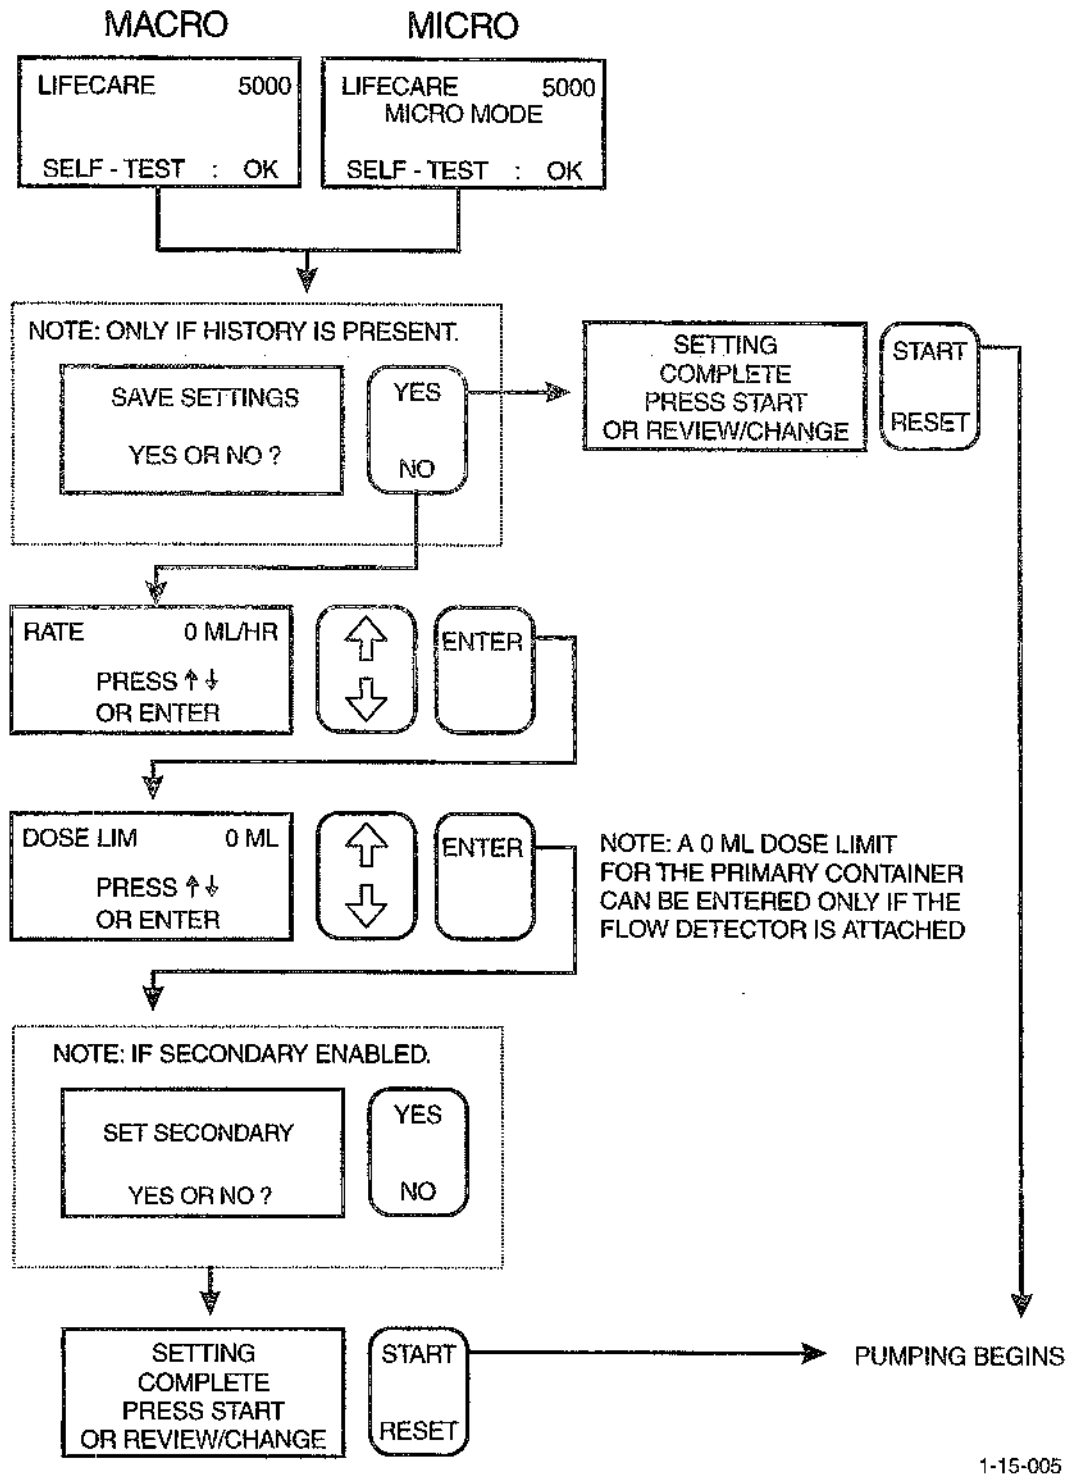 MACRO MICRO
LIFECARE 5000
SELF - TEST : OK
LIFECARE 5000
MICRO MODE
SELF - TEST : OK
NOTE: ONLY IF HISTORY IS PRESENT.
SAVE SETTINGS
YES OR NO ?
YES
NO
SETTING
COMPLETE
PRESS START
OR REVIEW/CHANGE
START
RESET
RATE 0 ML/HR
PRESS ↑ ↓
OR ENTER
ENTER
DOSE LIM 0 ML
PRESS ↑ ↓
OR ENTER
ENTER
NOTE: A 0 ML DOSE LIMIT
FOR THE PRIMARY CONTAINER
CAN BE ENTERED ONLY IF THE
FLOW DETECTOR IS ATTACHED
NOTE: IF SECONDARY ENABLED.
SET SECONDARY
YES OR NO ?
YES
NO
SETTING
COMPLETE
PRESS START
OR REVIEW/CHANGE
START
RESET
PUMPING BEGINS
1-15-005